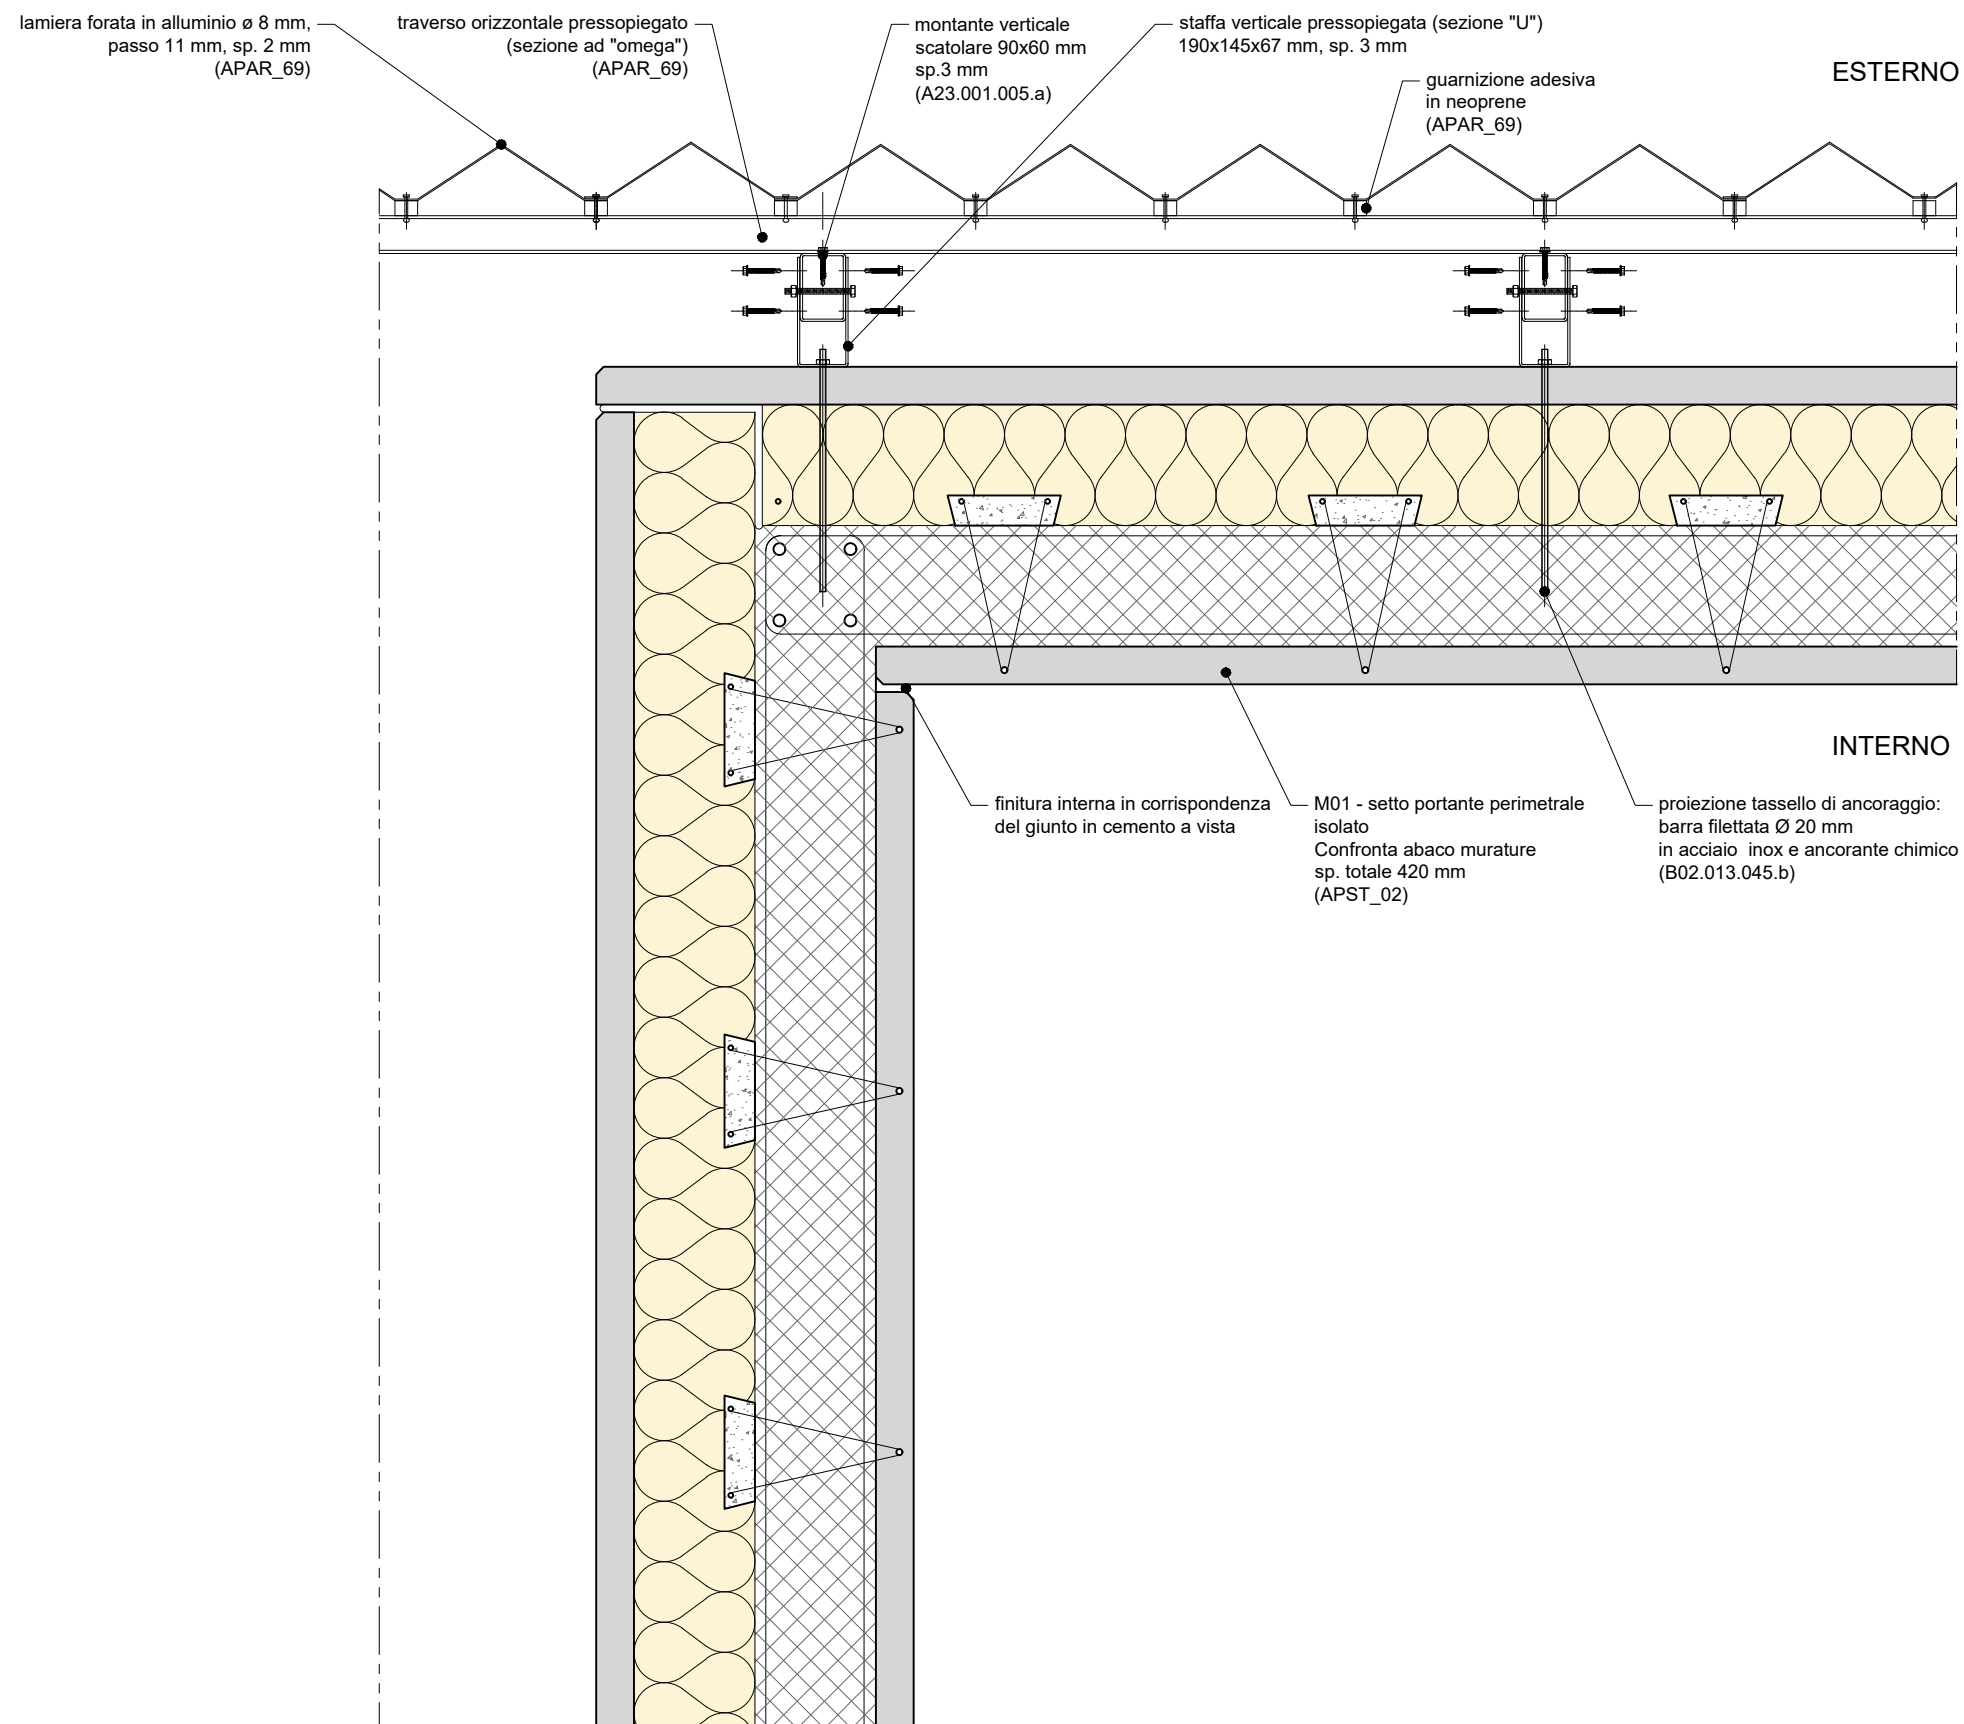 lamiera forata in alluminio ø 8 mm,
passo 11 mm, sp. 2 mm
(APAR_69)
traverso orizzontale pressopiegato
(sezione ad "omega")
(APAR_69)
montante verticale
scatolare 90x60 mm
sp.3 mm
(A23.001.005.a)
staffa verticale pressopiegata (sezione "U")
190x145x67 mm, sp. 3 mm
guarnizione adesiva
in neoprene
(APAR_69)
ESTERNO
INTERNO
finitura interna in corrispondenza
del giunto in cemento a vista
M01 - setto portante perimetrale
isolato
Confronta abaco murature
sp. totale 420 mm
(APST_02)
proiezione tassello di ancoraggio:
barra filettata Ø 20 mm
in acciaio  inox e ancorante chimico
(B02.013.045.b)